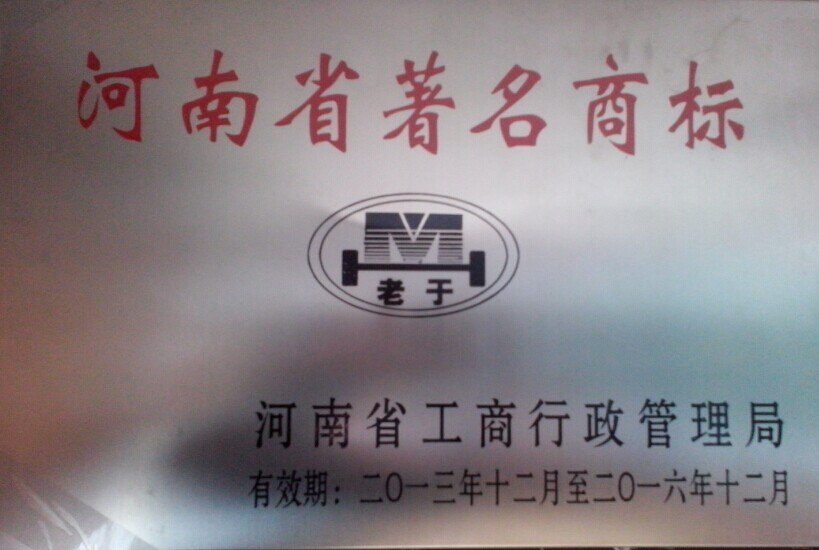 河南省著名商标
M
老于
河南省工商行政管理局
有效期：二〇一三年十二月至二〇一六年十二月